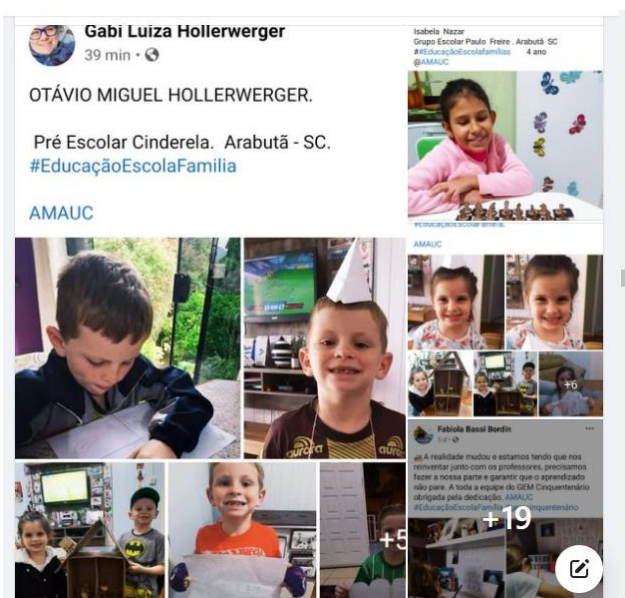 Gabi Luiza Hollerwerger
39 min
OTÁVIO MIGUEL HOLLERWERGER.
Pré Escolar Cinderela. Arabutã - SC.
#EducaçãoEscolaFamilia
AMAUC
aurora
auro
+5
Isabela Nazar
Grupo Escolar Paulo Freire . Arabutã SC
##EducaçãoEscolafamilias 4 ano
@AMAUC
#EducaçãoEscolaFamilia,
AMAUC
+6
Fabiola Bassi Bordin
5 d
A realidade mudou e estamos tendo que nos
reinventar junto com os professores, precisamos
fazer a nossa parte e garantir que o aprendizado
não pare. A toda a equipe do GEM Cinquentenário
obrigada pela dedicação. AMAUC
#EducaçãoEscolaFamília
+19